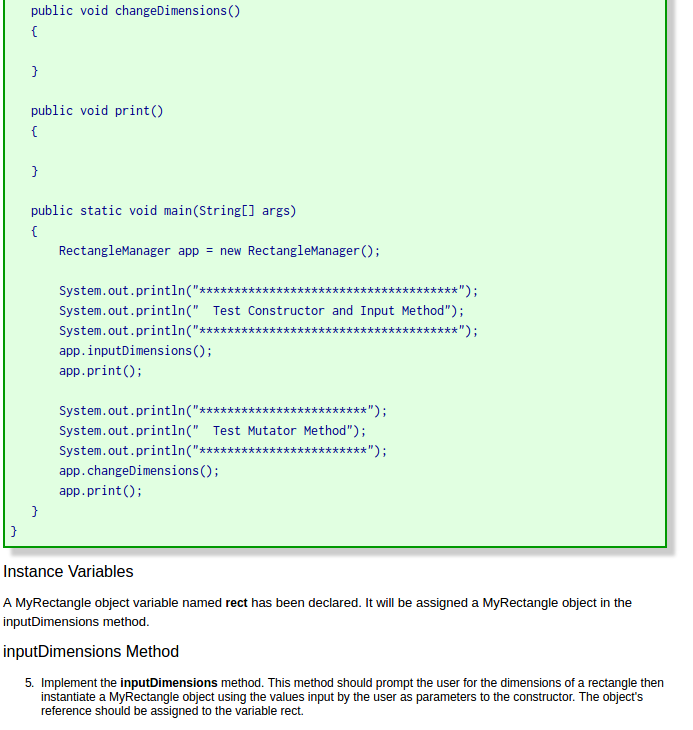 public void changeDimensions()
{
}
public void print()
{
}
public static void main(String[] args)
{
RectangleManager app = new RectangleManager();
System.out.println("*************************************");
System.out.println("  Test Constructor and Input Method");
System.out.println("*************************************");
app.inputDimensions();
app.print();
System.out.println("************************");
System.out.println("  Test Mutator Method");
System.out.println("************************");
app.changeDimensions();
app.print();
}
}
Instance Variables
A MyRectangle object variable named rect has been declared. It will be assigned a MyRectangle object in the
inputDimensions method.
inputDimensions Method
5. Implement the inputDimensions method. This method should prompt the user for the dimensions of a rectangle then
instantiate a MyRectangle object using the values input by the user as parameters to the constructor. The object's
reference should be assigned to the variable rect.